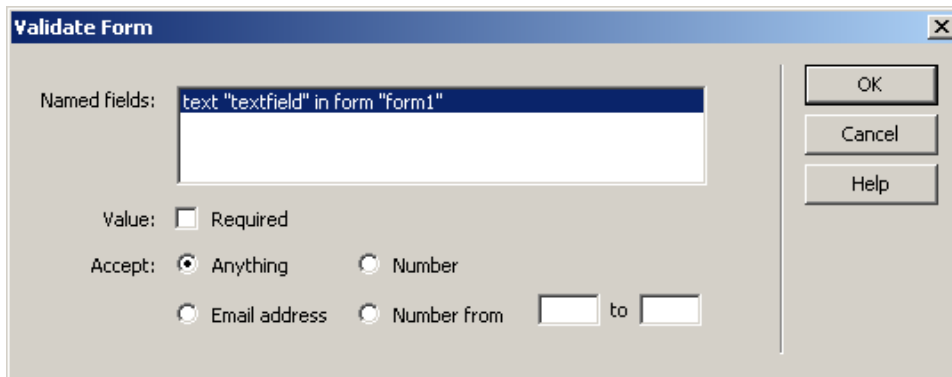 Validate Form
Named fields: text "textfield" in form "form1"
OK
Cancel
Help
Value: Required
Accept: Anything Number
Email address Number from to